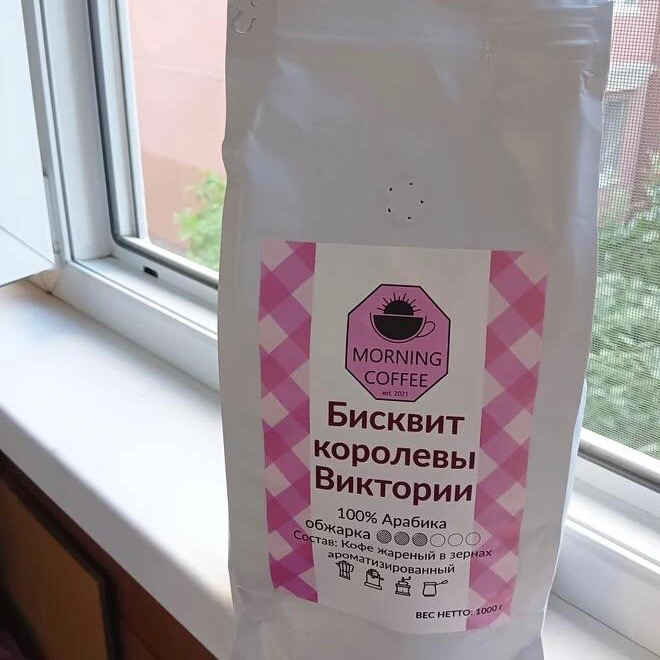 MORNING
COFFEE
est. 2021
Бисквит
королевы
Виктории
100% Арабика
обжарка
Состав: Кофе жареный в зернах
ароматизированный
ВЕС НЕТТО: 1000 г